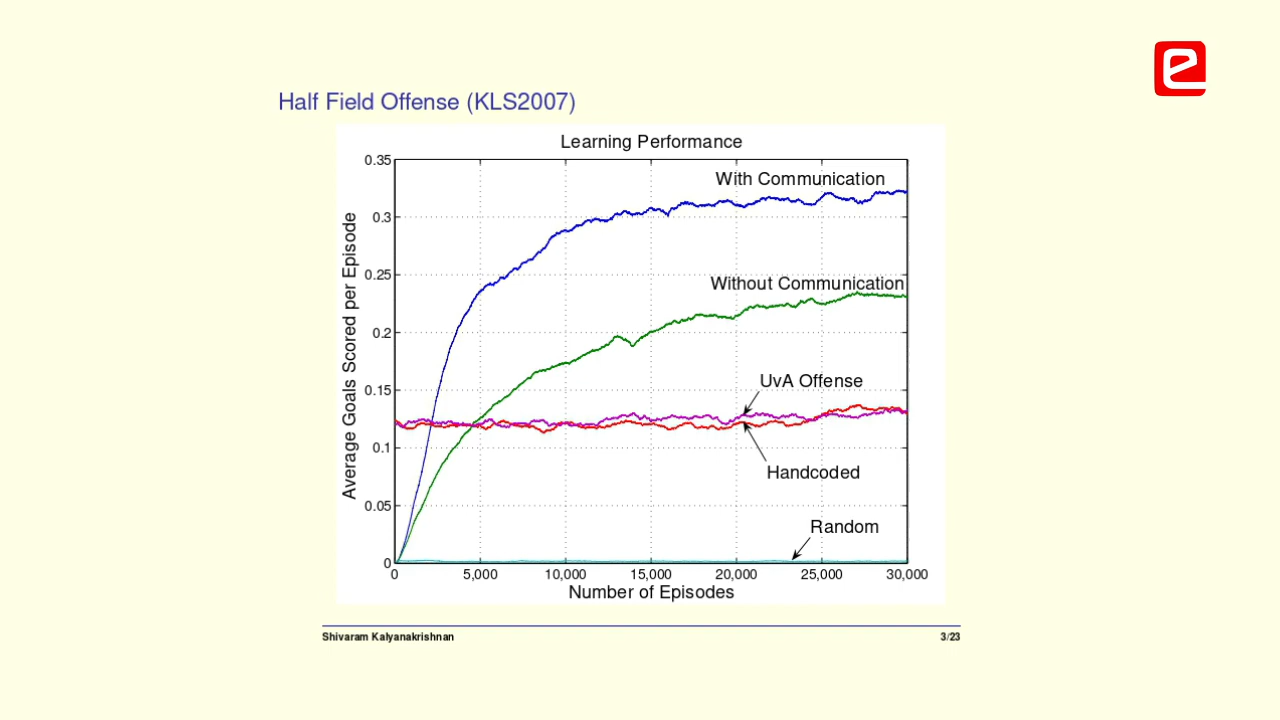 Half Field Offense (KLS2007)
Learning Performance
0.35
0.3
0.25
0.2
0.15
0.1
0.05
0
Average Goals Scored per Episode
With Communication
Without Communication
UvA Offense
Handcoded
Random
0 5,000 10,000 15,000 20,000 25,000 30,000
Number of Episodes
Shivaram Kalyanakrishnan 3/23